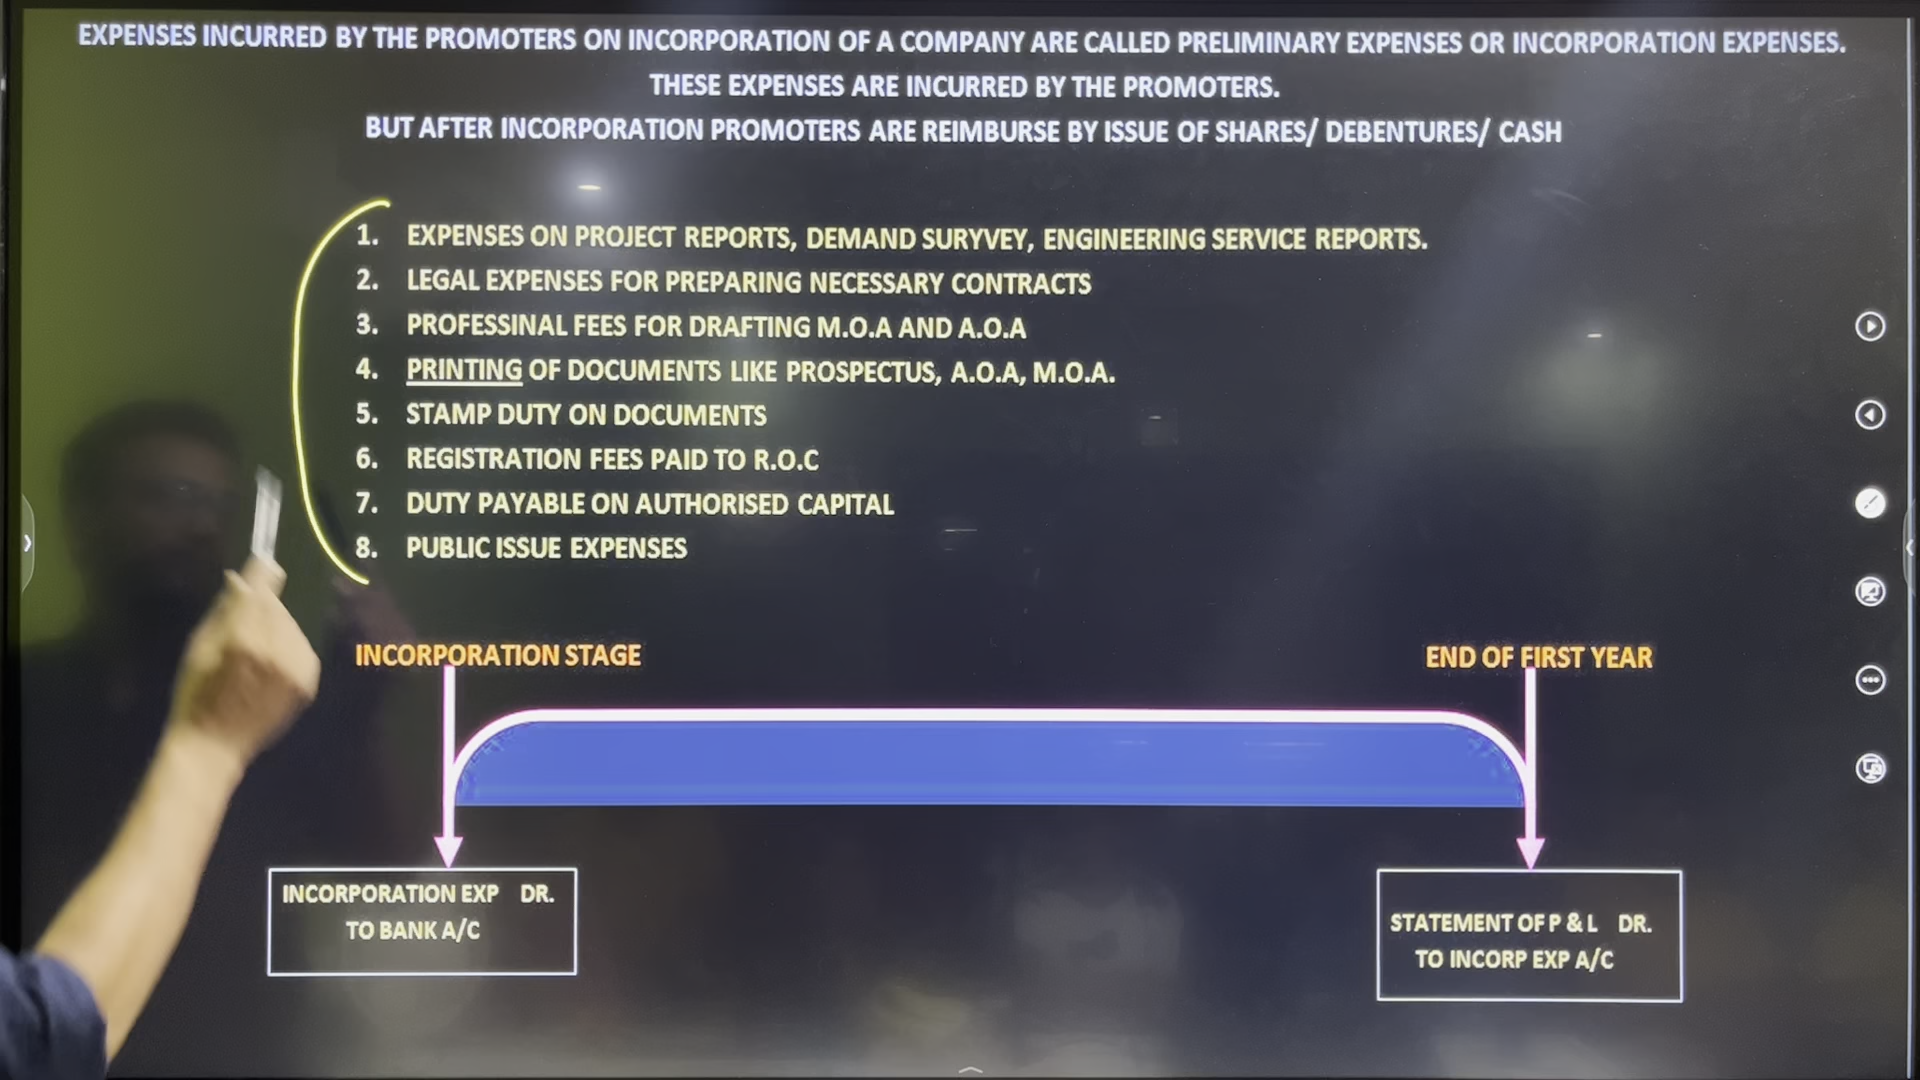 EXPENSES INCURRED BY THE PROMOTERS ON INCORPORATION OF A COMPANY ARE CALLED PRELIMINARY EXPENSES OR INCORPORATION EXPENSES.
THESE EXPENSES ARE INCURRED BY THE PROMOTERS.
BUT AFTER INCORPORATION PROMOTERS ARE REIMBURSE BY ISSUE OF SHARES/ DEBENTURES/ CASH
1. EXPENSES ON PROJECT REPORTS, DEMAND SURYVEY, ENGINEERING SERVICE REPORTS.
2. LEGAL EXPENSES FOR PREPARING NECESSARY CONTRACTS
3. PROFESSINAL FEES FOR DRAFTING M.O.A AND A.O.A
4. PRINTING OF DOCUMENTS LIKE PROSPECTUS, A.O.A, M.O.A.
5. STAMP DUTY ON DOCUMENTS
6. REGISTRATION FEES PAID TO R.O.C
7. DUTY PAYABLE ON AUTHORISED CAPITAL
8. PUBLIC ISSUE EXPENSES
INCORPORATION STAGE
END OF FIRST YEAR
INCORPORATION EXP DR.
TO BANK A/C
STATEMENT OF P & L DR.
TO INCORP EXP A/C